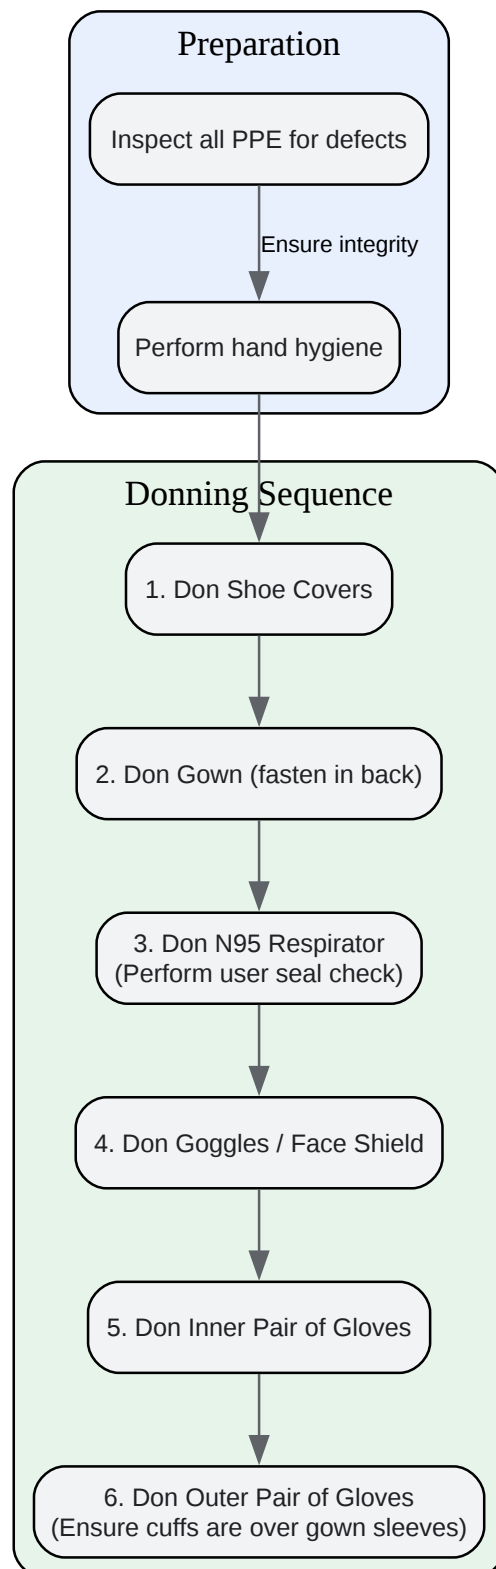 Preparation
Inspect all PPE for defects
Ensure integrity
Perform hand hygiene
Donning Sequence
1. Don Shoe Covers
2. Don Gown (fasten in back)
3. Don N95 Respirator
(Perform user seal check)
4. Don Goggles / Face Shield
5. Don Inner Pair of Gloves
6. Don Outer Pair of Gloves
(Ensure cuffs are over gown sleeves)